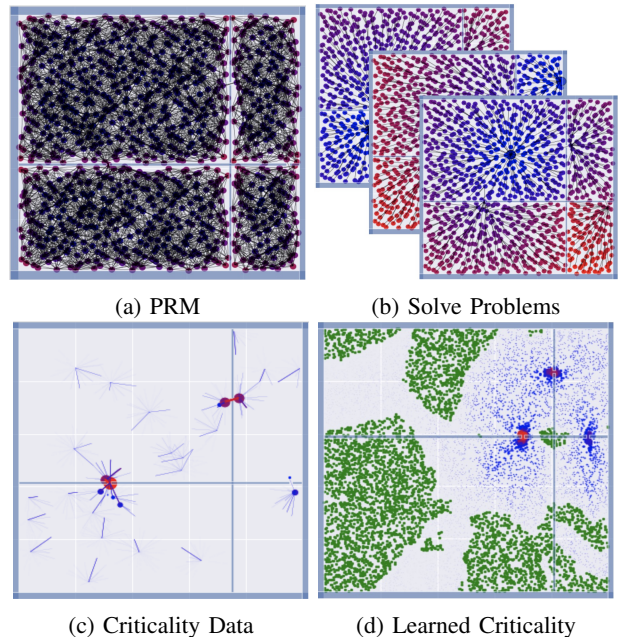 (a) PRM
(b) Solve Problems
(c) Criticality Data
(d) Learned Criticality